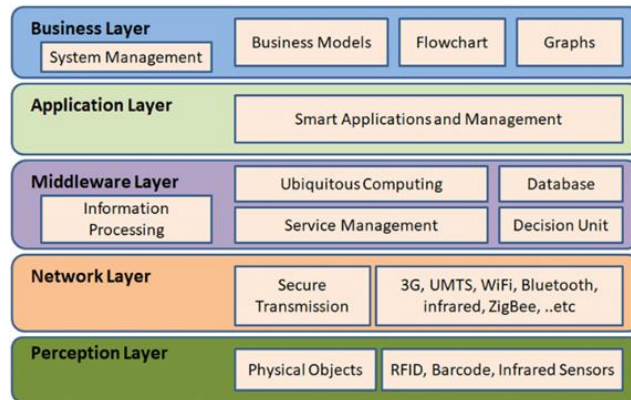 Business Layer
System Management
Business Models
Flowchart
Graphs
Application Layer
Smart Applications and Management
Middleware Layer
Information
Processing
Ubiquitous Computing
Database
Service Management
Decision Unit
Network Layer
Secure
Transmission
3G, UMTS, WiFi, Bluetooth,
infrared, ZigBee, ..etc
Perception Layer
Physical Objects
RFID, Barcode, Infrared Sensors